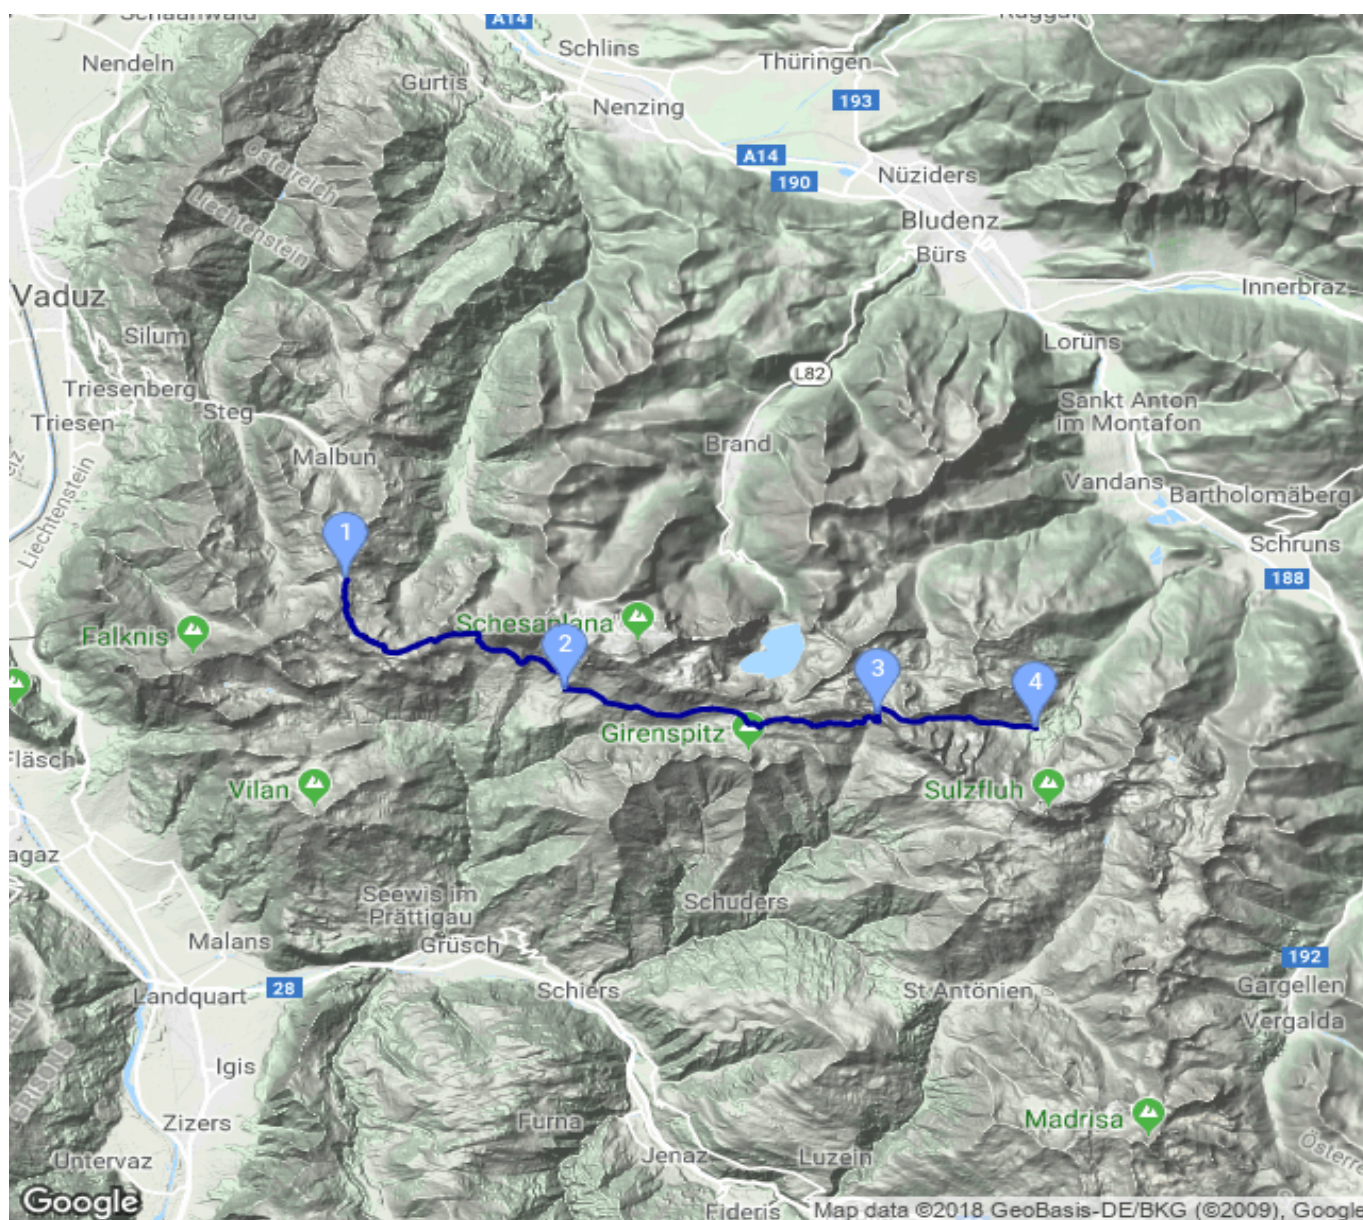 A14
Schlins
Nendeln
Gurtis
Thüringen
Nenzing
193
A14
190
Nüziders
Österreich
Liechtenstein
Bludenz
Bürs
Innerbraz
Vaduz
Silum
Lorüns
L82
Triesenberg
Steg
Triesen
Sankt Anton
im Montafon
Brand
Malbun
Vandans
Bartholomäberg
Liechtenstein
1
Schruns
188
Falknis
Schesaplana
2
3
4
Girenspitz
Fläsch
Vilan
Sulzfluh
agaz
Seewis im
Prättigau
Schuders
Malans
Grüsch
192
Landquart
28
Schiers
St Antönien
Gargellen
Vergalda
Igis
Zizers
Furna
Madrisa
Untervaz
Jenaz
Luzein
Fideris
Google
Map data ©2018 GeoBasis-DE/BKG (©2009), Google